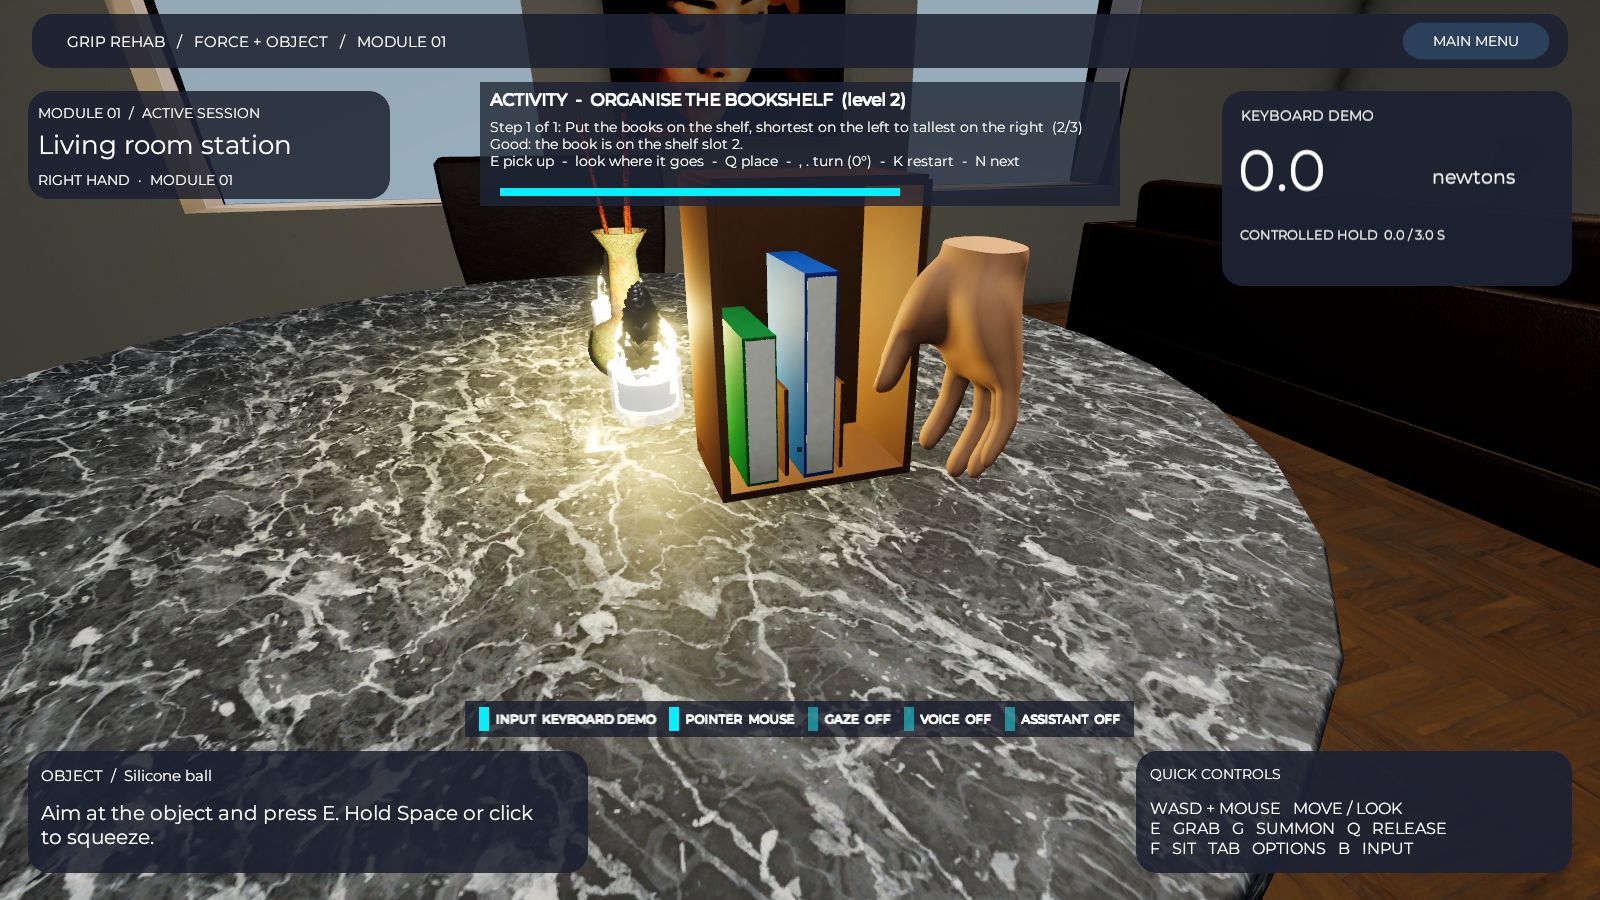 GRIP REHAB / FORCE + OBJECT / MODULE 01
MAIN MENU
MODULE 01 / ACTIVE SESSION
Living room station
RIGHT HAND · MODULE 01
ACTIVITY - ORGANISE THE BOOKSHELF (level 2)
Step 1 of 1: Put the books on the shelf, shortest on the left to tallest on the right (2/3)
Good: the book is on the shelf slot 2.
E pick up - look where it goes - Q place - , . turn (0°) - K restart - N next
KEYBOARD DEMO
0.0 newtons
CONTROLLED HOLD 0.0 / 3.0 S
INPUT KEYBOARD DEMO POINTER MOUSE GAZE OFF VOICE OFF ASSISTANT OFF
OBJECT / Silicone ball
Aim at the object and press E. Hold Space or click
to squeeze.
QUICK CONTROLS
WASD + MOUSE MOVE / LOOK
E GRAB G SUMMON Q RELEASE
F SIT TAB OPTIONS B INPUT